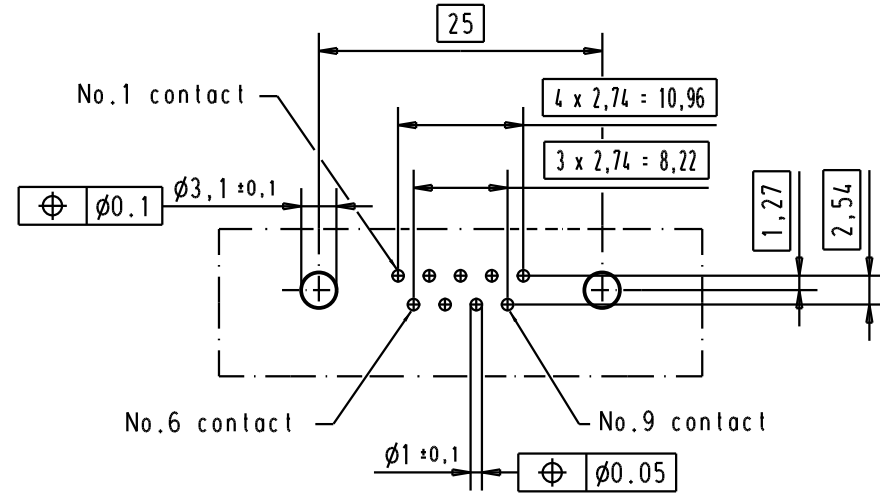 25
No.1 contact
4 x 2,74 = 10,96
3 x 2,74 = 8,22
⌖ ø0.1
ø3,1 ±0,1
1,27
2,54
No.6 contact
No.9 contact
ø1 ±0,1
⌖ ø0.05